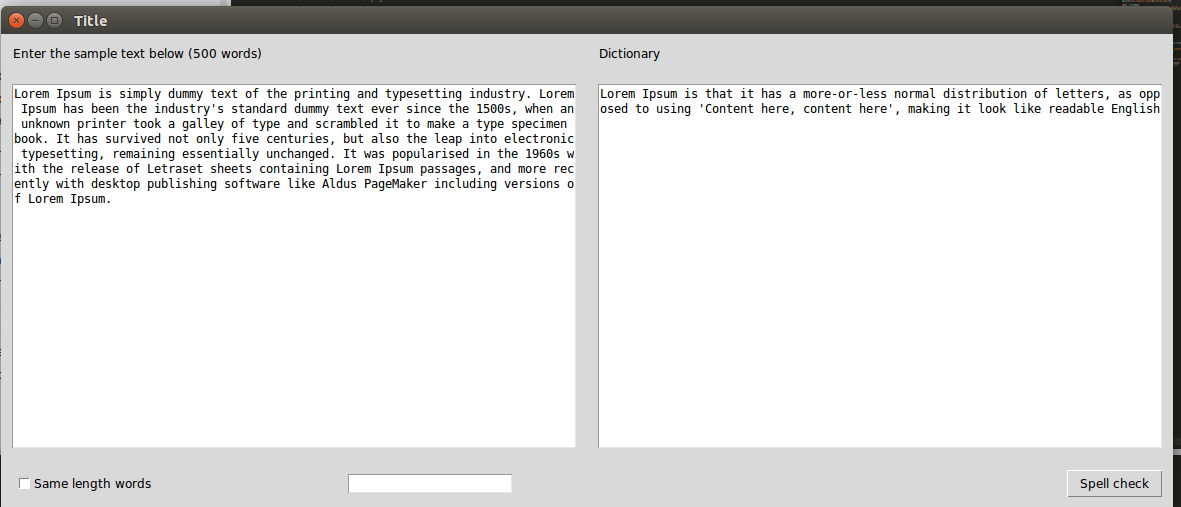 Title
Enter the sample text below (500 words)
Dictionary
Lorem Ipsum is simply dummy text of the printing and typesetting industry. Lorem
 Ipsum has been the industry's standard dummy text ever since the 1500s, when an
 unknown printer took a galley of type and scrambled it to make a type specimen
book. It has survived not only five centuries, but also the leap into electronic
 typesetting, remaining essentially unchanged. It was popularised in the 1960s w
ith the release of Letraset sheets containing Lorem Ipsum passages, and more rec
ently with desktop publishing software like Aldus PageMaker including versions o
f Lorem Ipsum.
Lorem Ipsum is that it has a more-or-less normal distribution of letters, as opp
osed to using 'Content here, content here', making it look like readable English
Same length words
Spell check